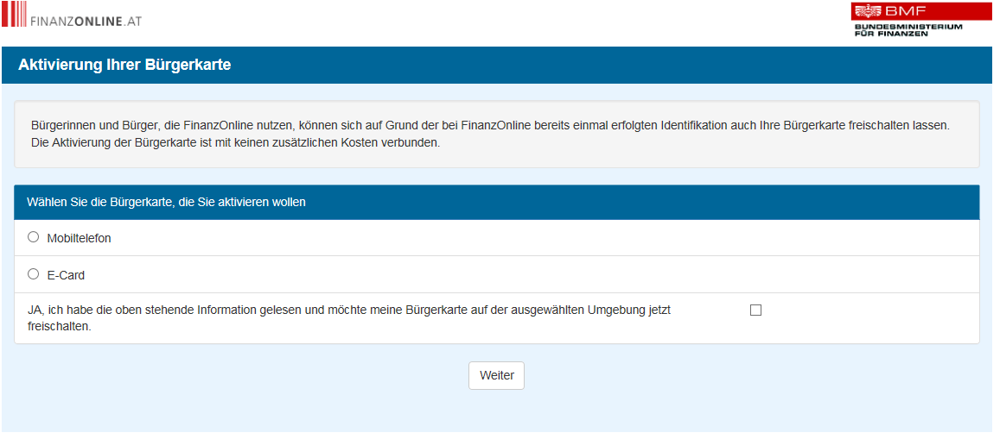 FINANZONLINE.AT
BMF
BUNDESMINISTERIUM
FÜR FINANZEN
Aktivierung Ihrer Bürgerkarte
Bürgerinnen und Bürger, die FinanzOnline nutzen, können sich auf Grund der bei FinanzOnline bereits einmal erfolgten Identifikation auch Ihre Bürgerkarte freischalten lassen.
Die Aktivierung der Bürgerkarte ist mit keinen zusätzlichen Kosten verbunden.
Wählen Sie die Bürgerkarte, die Sie aktivieren wollen
Mobiltelefon
E-Card
JA, ich habe die oben stehende Information gelesen und möchte meine Bürgerkarte auf der ausgewählten Umgebung jetzt
freischalten.
Weiter